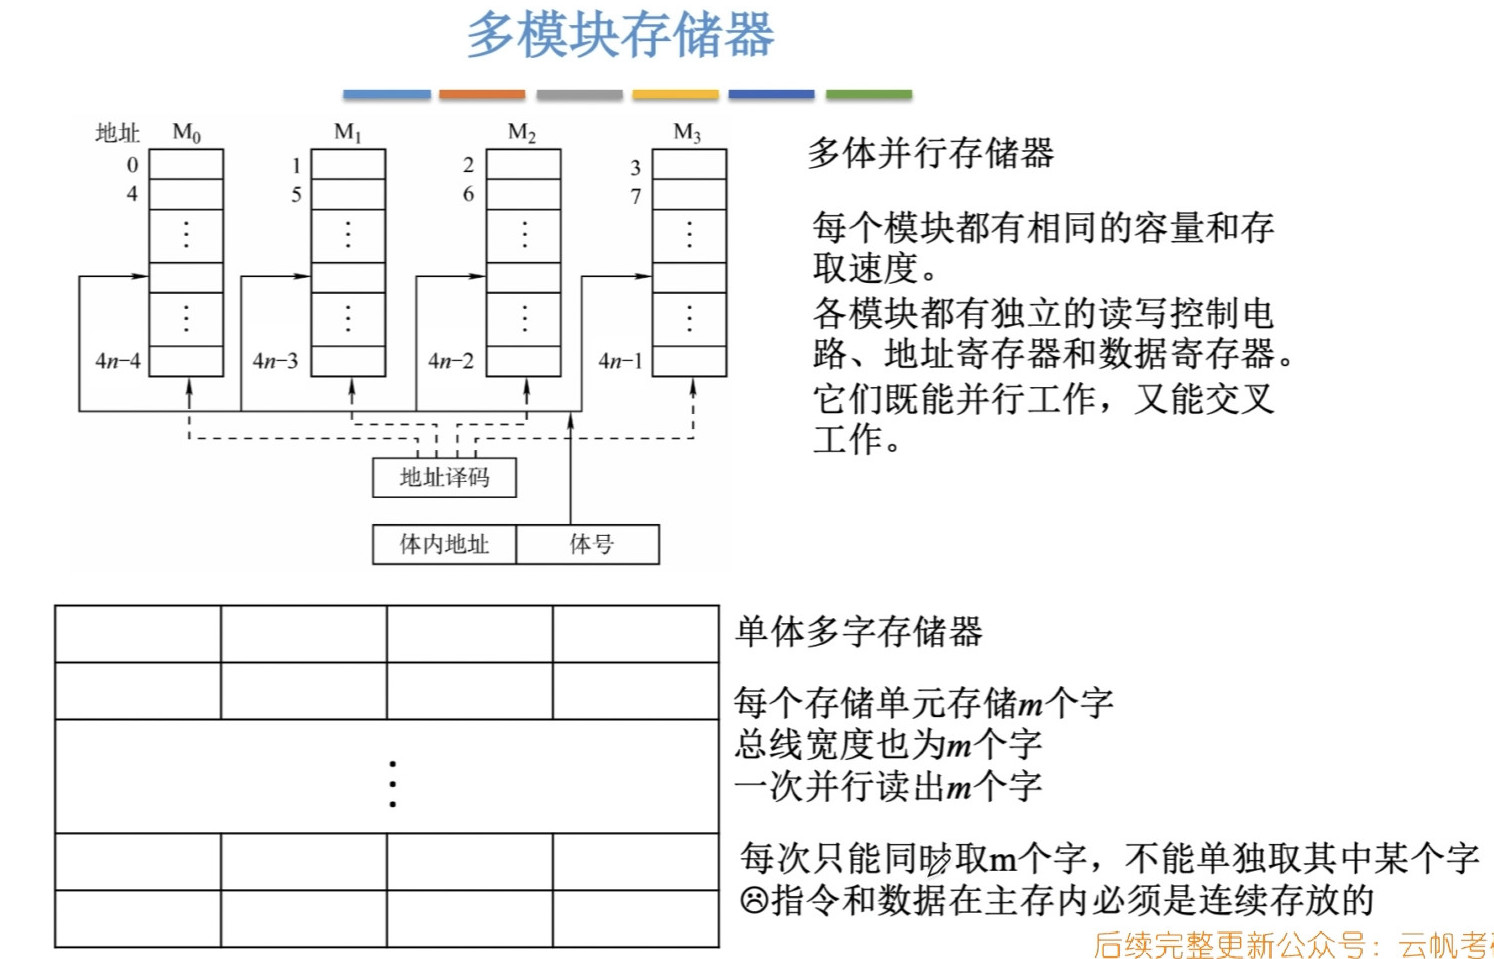 多模块存储器
地址 M0 M1 M2 M3
0 1 2 3
4 5 6 7
4n−4 4n−3 4n−2 4n−1
地址译码
体内地址 体号
多体并行存储器
每个模块都有相同的容量和存
取速度。
各模块都有独立的读写控制电
路、地址寄存器和数据寄存器。
它们既能并行工作，又能交叉
工作。
单体多字存储器
每个存储单元存储m个字
总线宽度也为m个字
一次并行读出m个字
每次只能同时取m个字，不能单独取其中某个字
☹指令和数据在主存内必须是连续存放的
后续完整更新公众号：云帆考